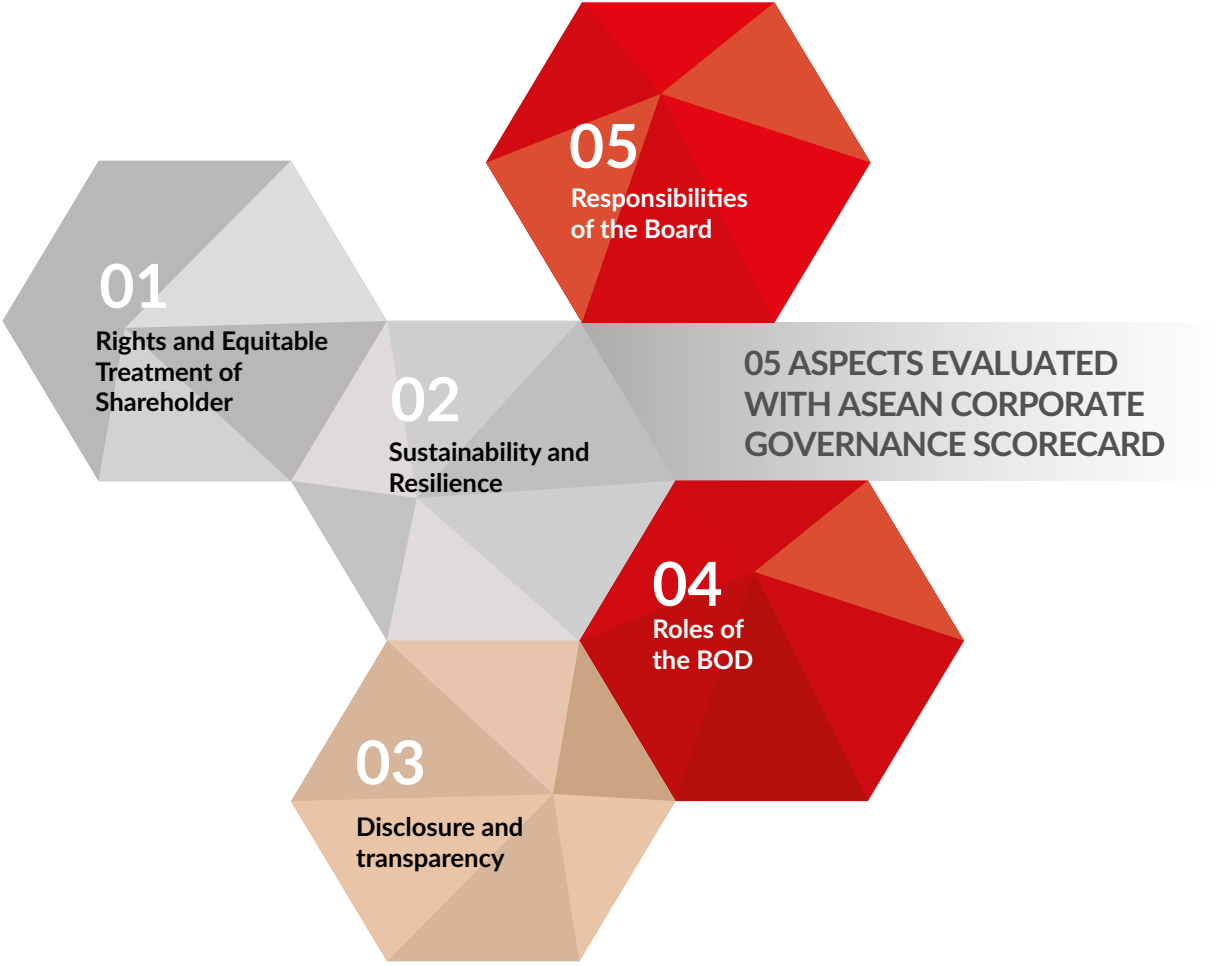 05
Responsibilities
of the Board
01
Rights and Equitable
Treatment of
Shareholder
02
Sustainability and
Resilience
05 ASPECTS EVALUATED
WITH ASEAN CORPORATE
GOVERNANCE SCORECARD
04
Roles of
the BOD
03
Disclosure and
transparency